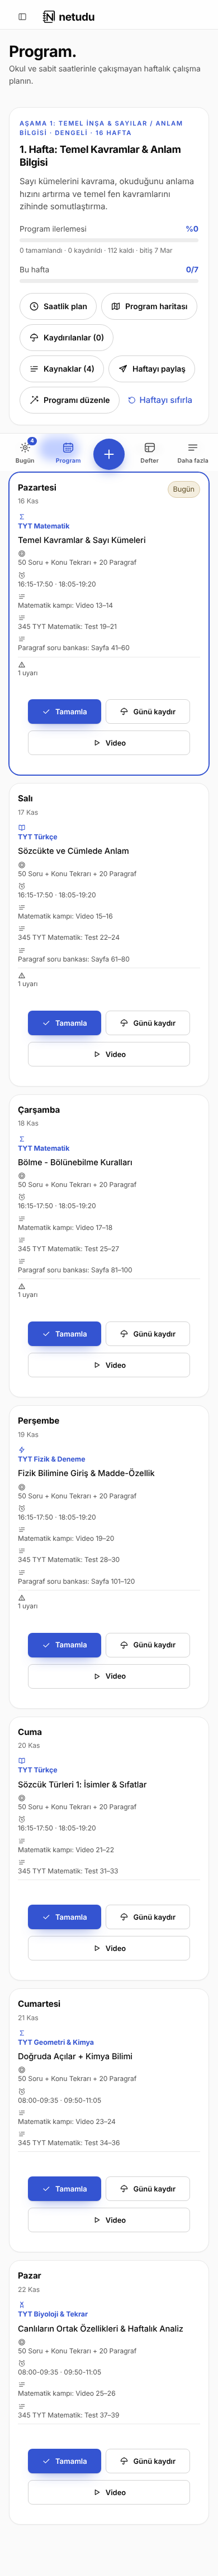 netudu
Program.
Okul ve sabit saatlerinle çakışmayan haftalık çalışma
planın.
AŞAMA 1: TEMEL İNŞA & SAYILAR / ANLAM
BİLGİSİ · DENGELİ · 16 HAFTA
1. Hafta: Temel Kavramlar & Anlam
Bilgisi
Sayı kümelerini kavrama, okuduğunu anlama
hızını artırma ve temel fen kavramlarını
zihinde somutlaştırma.
Program ilerlemesi %0
0 tamamlandı · 0 kaydırıldı · 112 kaldı · bitiş 7 Mar
Bu hafta 0/7
Saatlik plan Program haritası
Kaydırılanlar (0)
Kaynaklar (4) Haftayı paylaş
Programı düzenle Haftayı sıfırla
4
Bugün Program Defter Daha fazla
Pazartesi Bugün
16 Kas
TYT Matematik
Temel Kavramlar & Sayı Kümeleri
50 Soru + Konu Tekrarı + 20 Paragraf
16:15-17:50 · 18:05-19:20
Matematik kampı: Video 13–14
345 TYT Matematik: Test 19–21
Paragraf soru bankası: Sayfa 41–60
1 uyarı
Tamamla Günü kaydır
Video
Salı
17 Kas
TYT Türkçe
Sözcükte ve Cümlede Anlam
50 Soru + Konu Tekrarı + 20 Paragraf
16:15-17:50 · 18:05-19:20
Matematik kampı: Video 15–16
345 TYT Matematik: Test 22–24
Paragraf soru bankası: Sayfa 61–80
1 uyarı
Tamamla Günü kaydır
Video
Çarşamba
18 Kas
TYT Matematik
Bölme - Bölünebilme Kuralları
50 Soru + Konu Tekrarı + 20 Paragraf
16:15-17:50 · 18:05-19:20
Matematik kampı: Video 17–18
345 TYT Matematik: Test 25–27
Paragraf soru bankası: Sayfa 81–100
1 uyarı
Tamamla Günü kaydır
Video
Perşembe
19 Kas
TYT Fizik & Deneme
Fizik Bilimine Giriş & Madde-Özellik
50 Soru + Konu Tekrarı + 20 Paragraf
16:15-17:50 · 18:05-19:20
Matematik kampı: Video 19–20
345 TYT Matematik: Test 28–30
Paragraf soru bankası: Sayfa 101–120
1 uyarı
Tamamla Günü kaydır
Video
Cuma
20 Kas
TYT Türkçe
Sözcük Türleri 1: İsimler & Sıfatlar
50 Soru + Konu Tekrarı + 20 Paragraf
16:15-17:50 · 18:05-19:20
Matematik kampı: Video 21–22
345 TYT Matematik: Test 31–33
Tamamla Günü kaydır
Video
Cumartesi
21 Kas
TYT Geometri & Kimya
Doğruda Açılar + Kimya Bilimi
50 Soru + Konu Tekrarı + 20 Paragraf
08:00-09:35 · 09:50-11:05
Matematik kampı: Video 23–24
345 TYT Matematik: Test 34–36
Tamamla Günü kaydır
Video
Pazar
22 Kas
TYT Biyoloji & Tekrar
Canlıların Ortak Özellikleri & Haftalık Analiz
50 Soru + Konu Tekrarı + 20 Paragraf
08:00-09:35 · 09:50-11:05
Matematik kampı: Video 25–26
345 TYT Matematik: Test 37–39
Tamamla Günü kaydır
Video